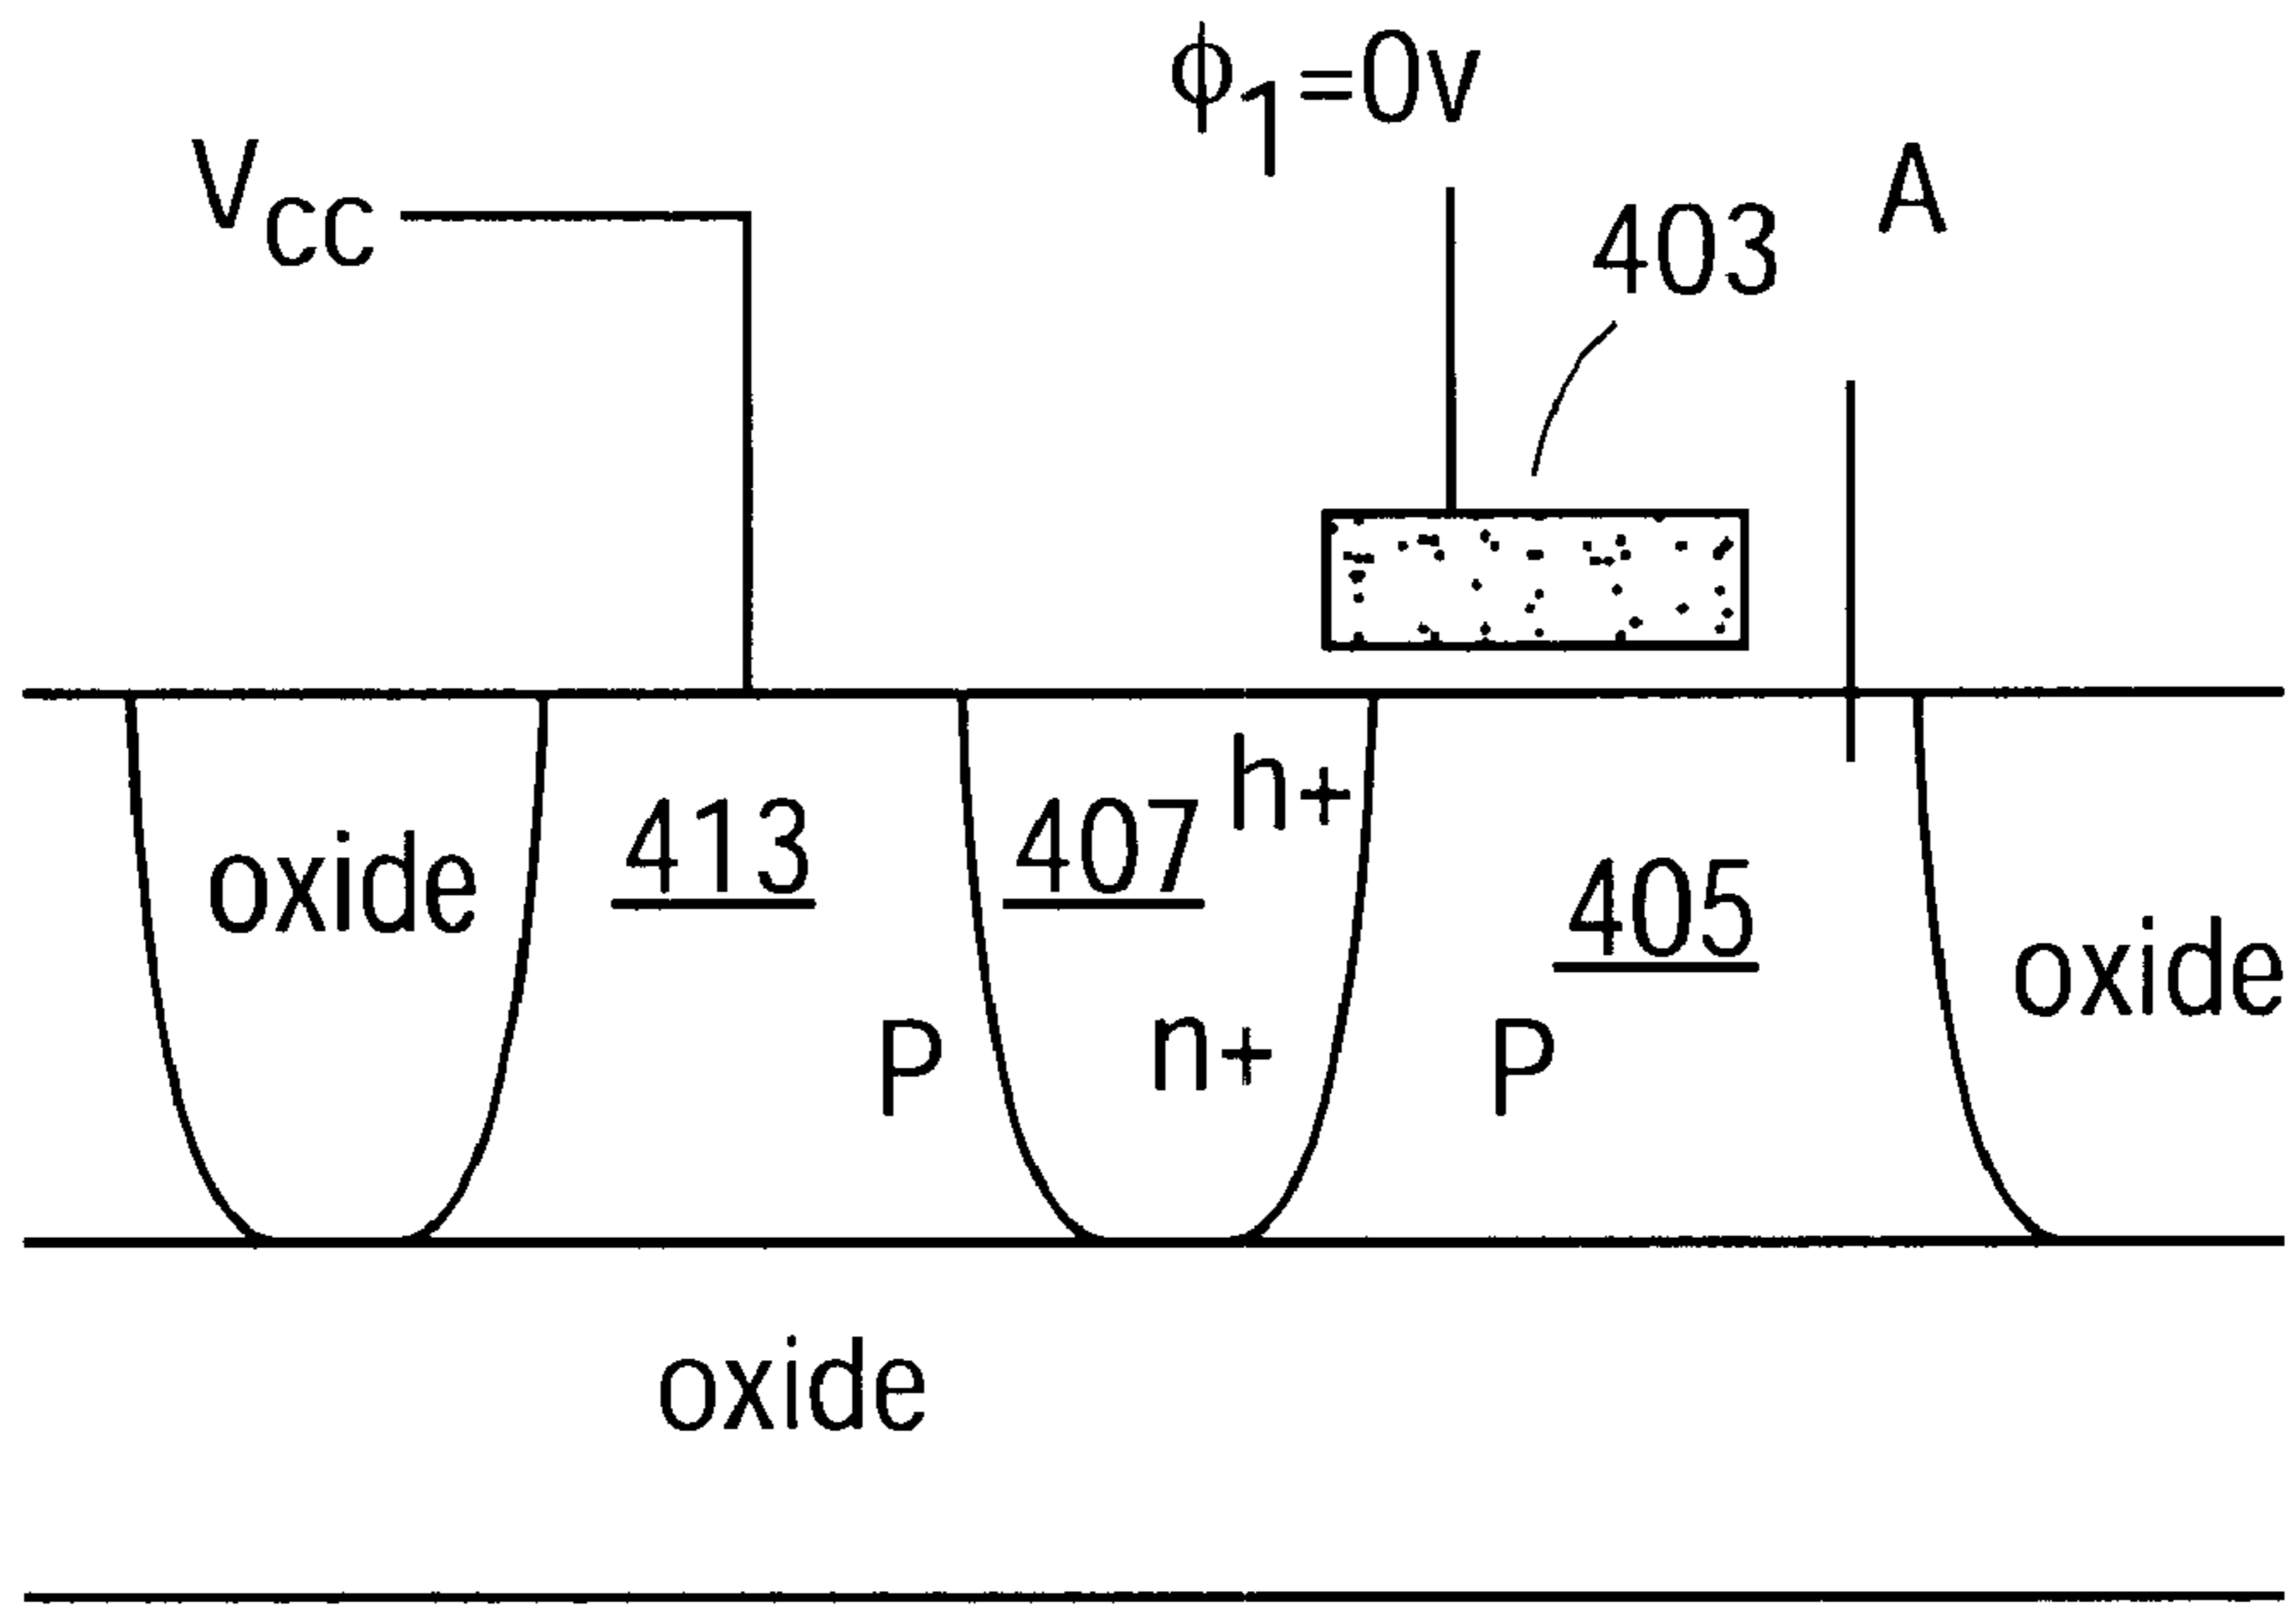 ϕ1=0v
VCC
A
403
h+
413
407
oxide
405
oxide
P
n+
P
oxide